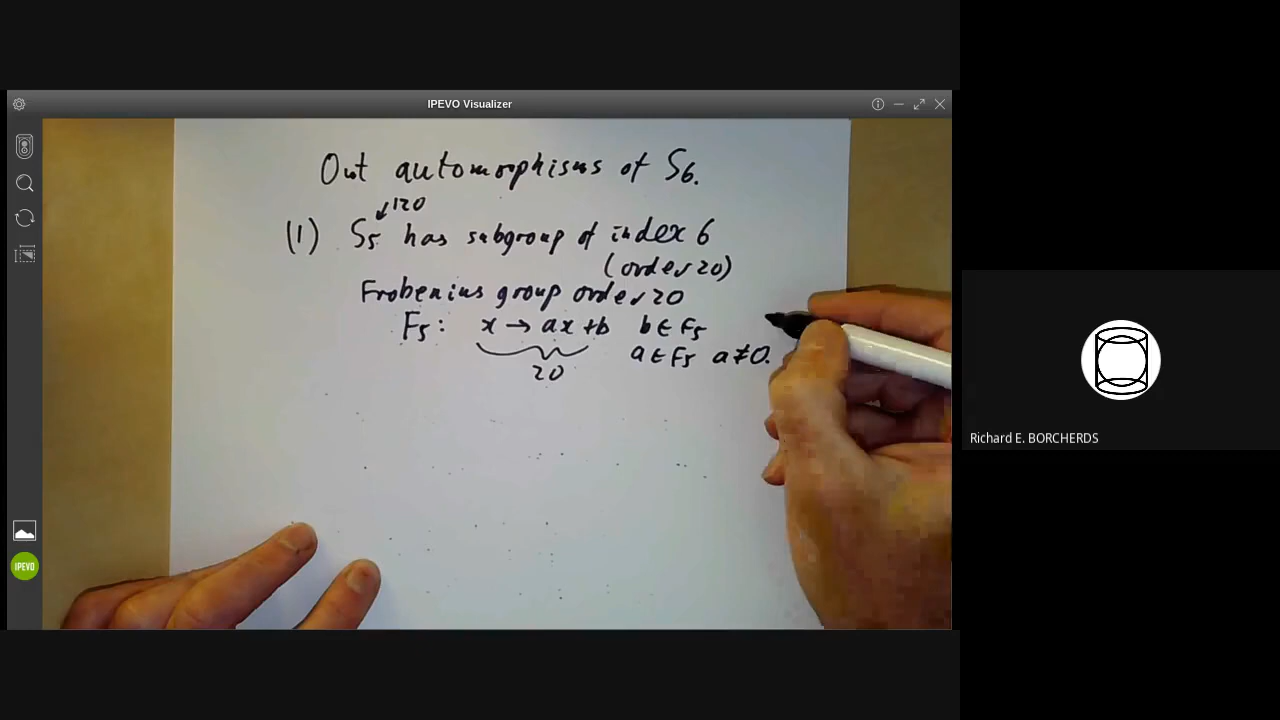 IPEVO Visualizer
Out automorphisms of S6.
120
(1) S5 has subgroup of index 6
(order 20)
Frobenius group order 20
F5: x → ax + b b ∈ F5
a ∈ F5 a ≠ 0.
20
IPEVO
Richard E. BORCHERDS